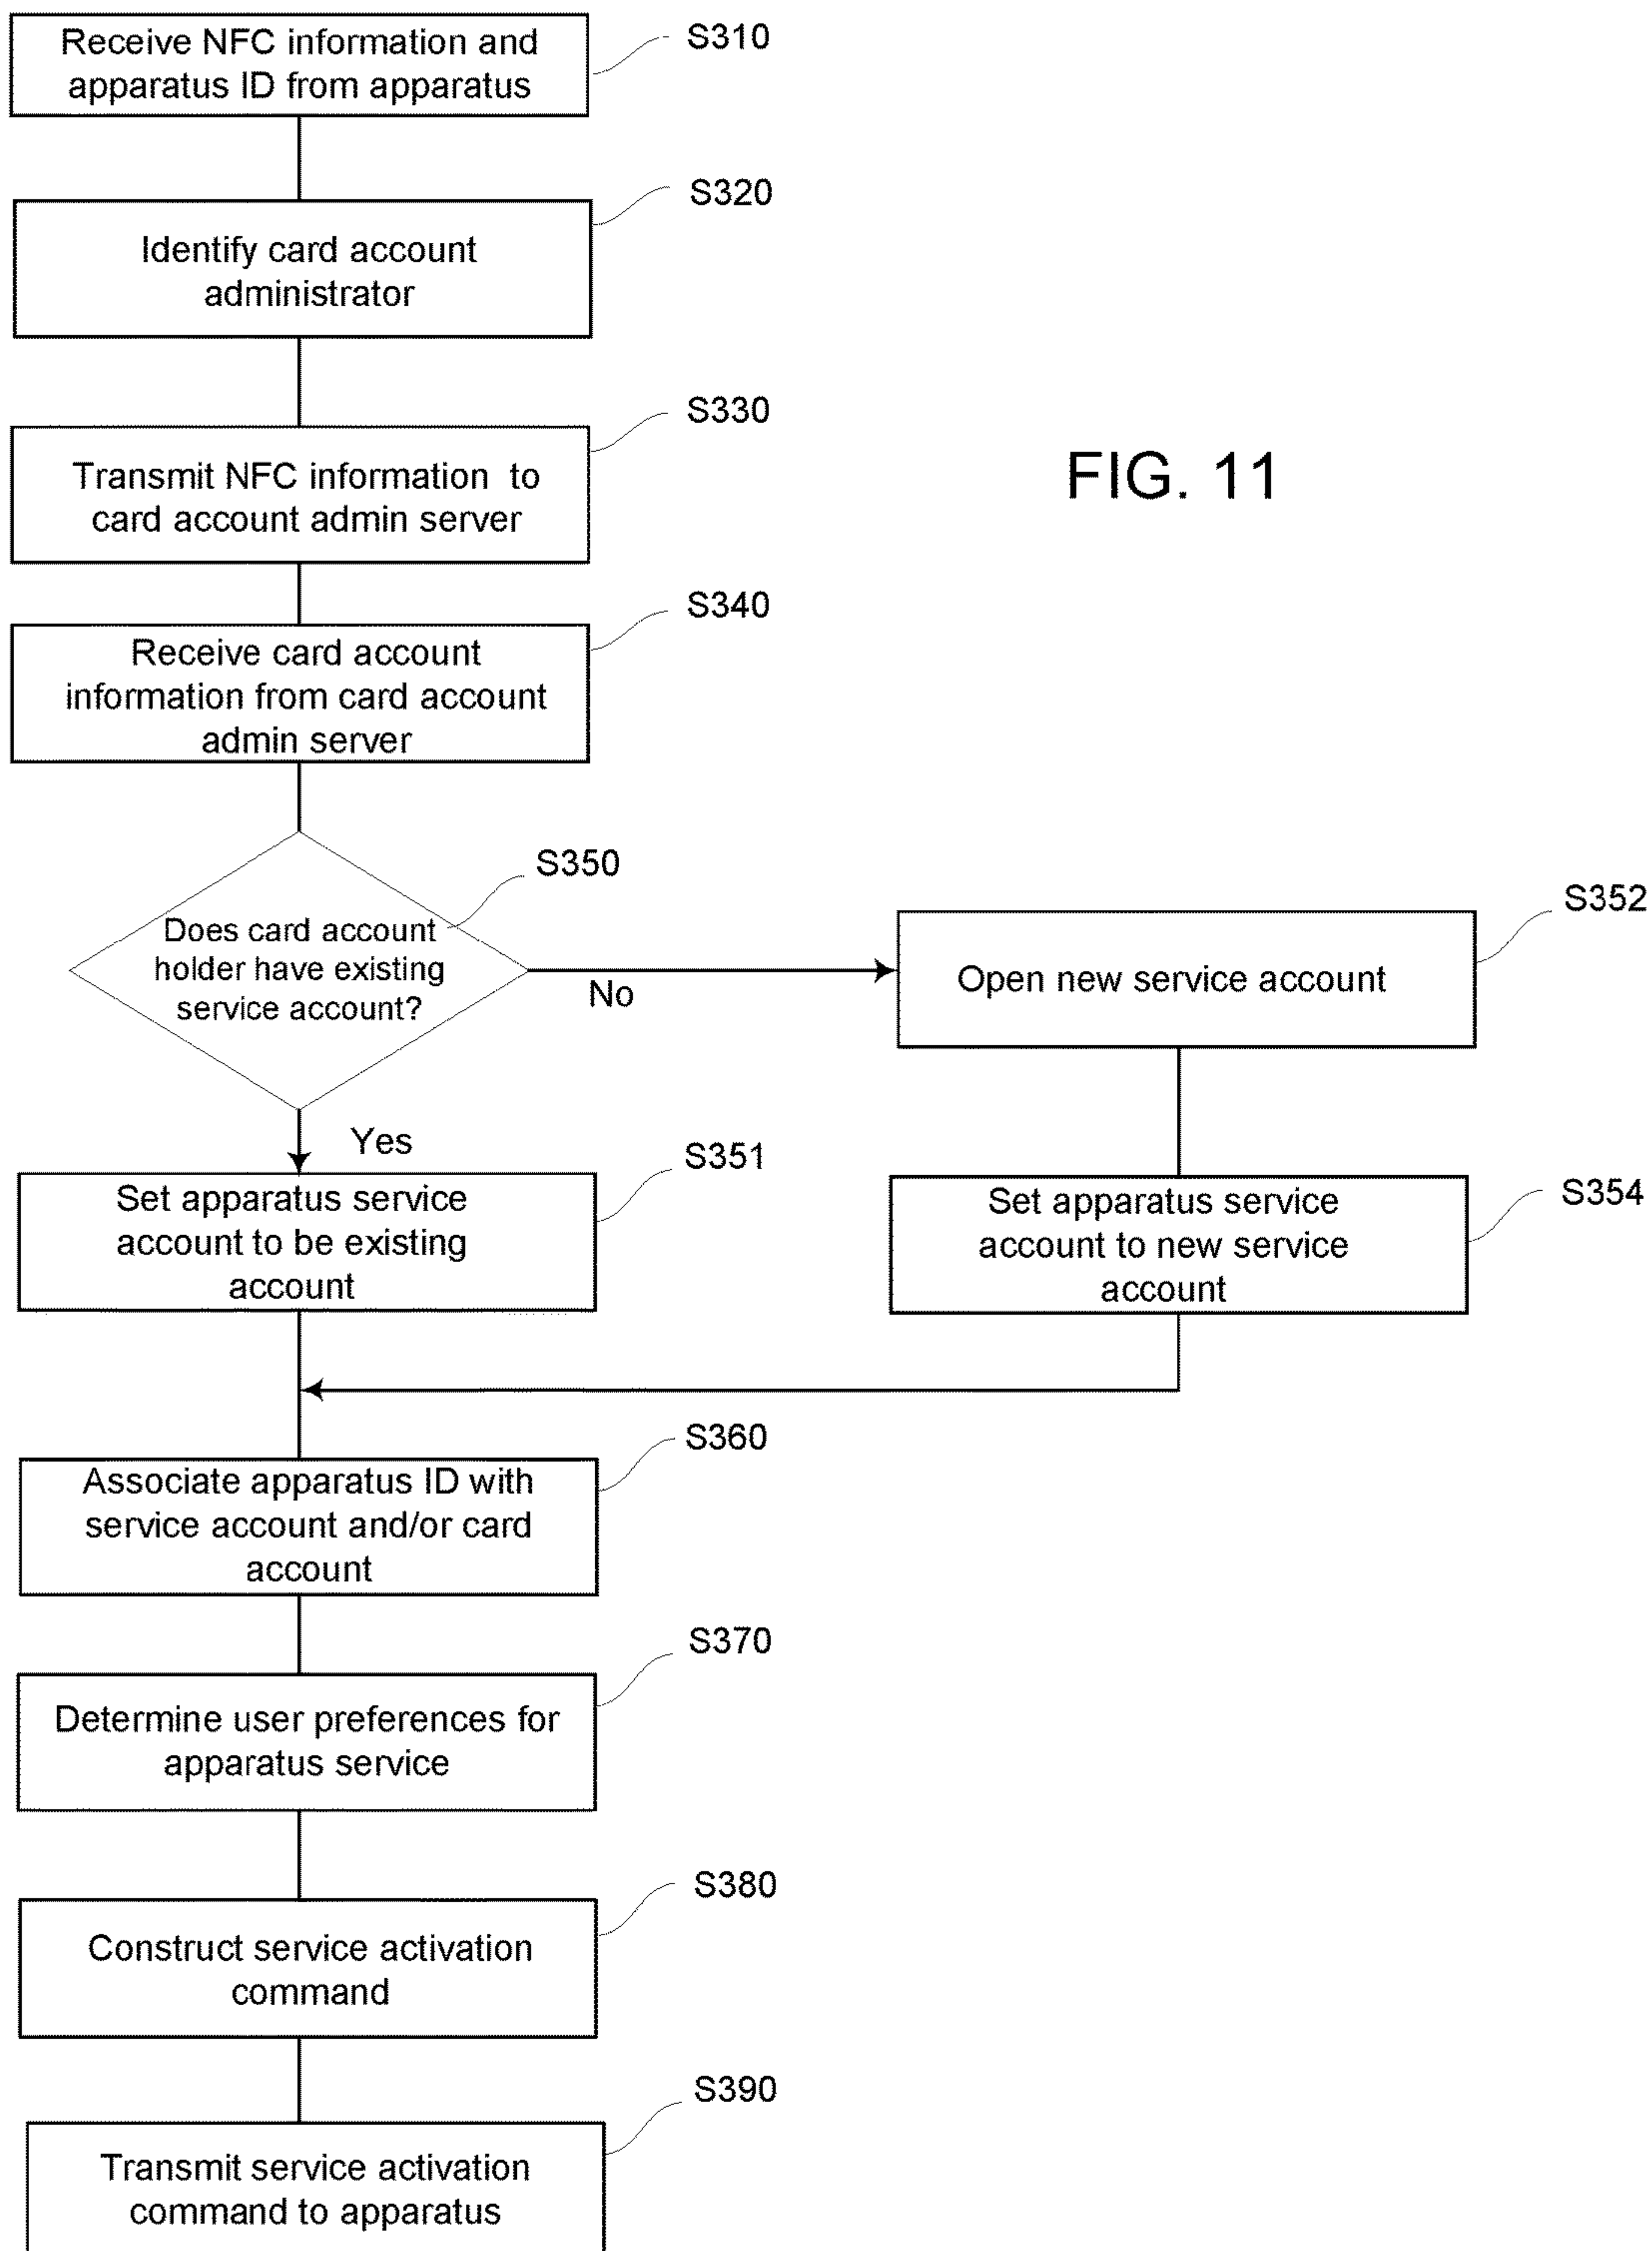 Receive NFC information and
apparatus ID from apparatus
S310
S320
Identify card account
administrator
S330
Transmit NFC information to
card account admin server
FIG. 11
S340
Receive card account
information from card account
admin server
S350
Does card account
holder have existing
service account?
No
S352
Open new service account
Yes
S351
Set apparatus service
account to be existing
account
S354
Set apparatus service
account to new service
account
S360
Associate apparatus ID with
service account and/or card
account
S370
Determine user preferences for
apparatus service
S380
Construct service activation
command
S390
Transmit service activation
command to apparatus